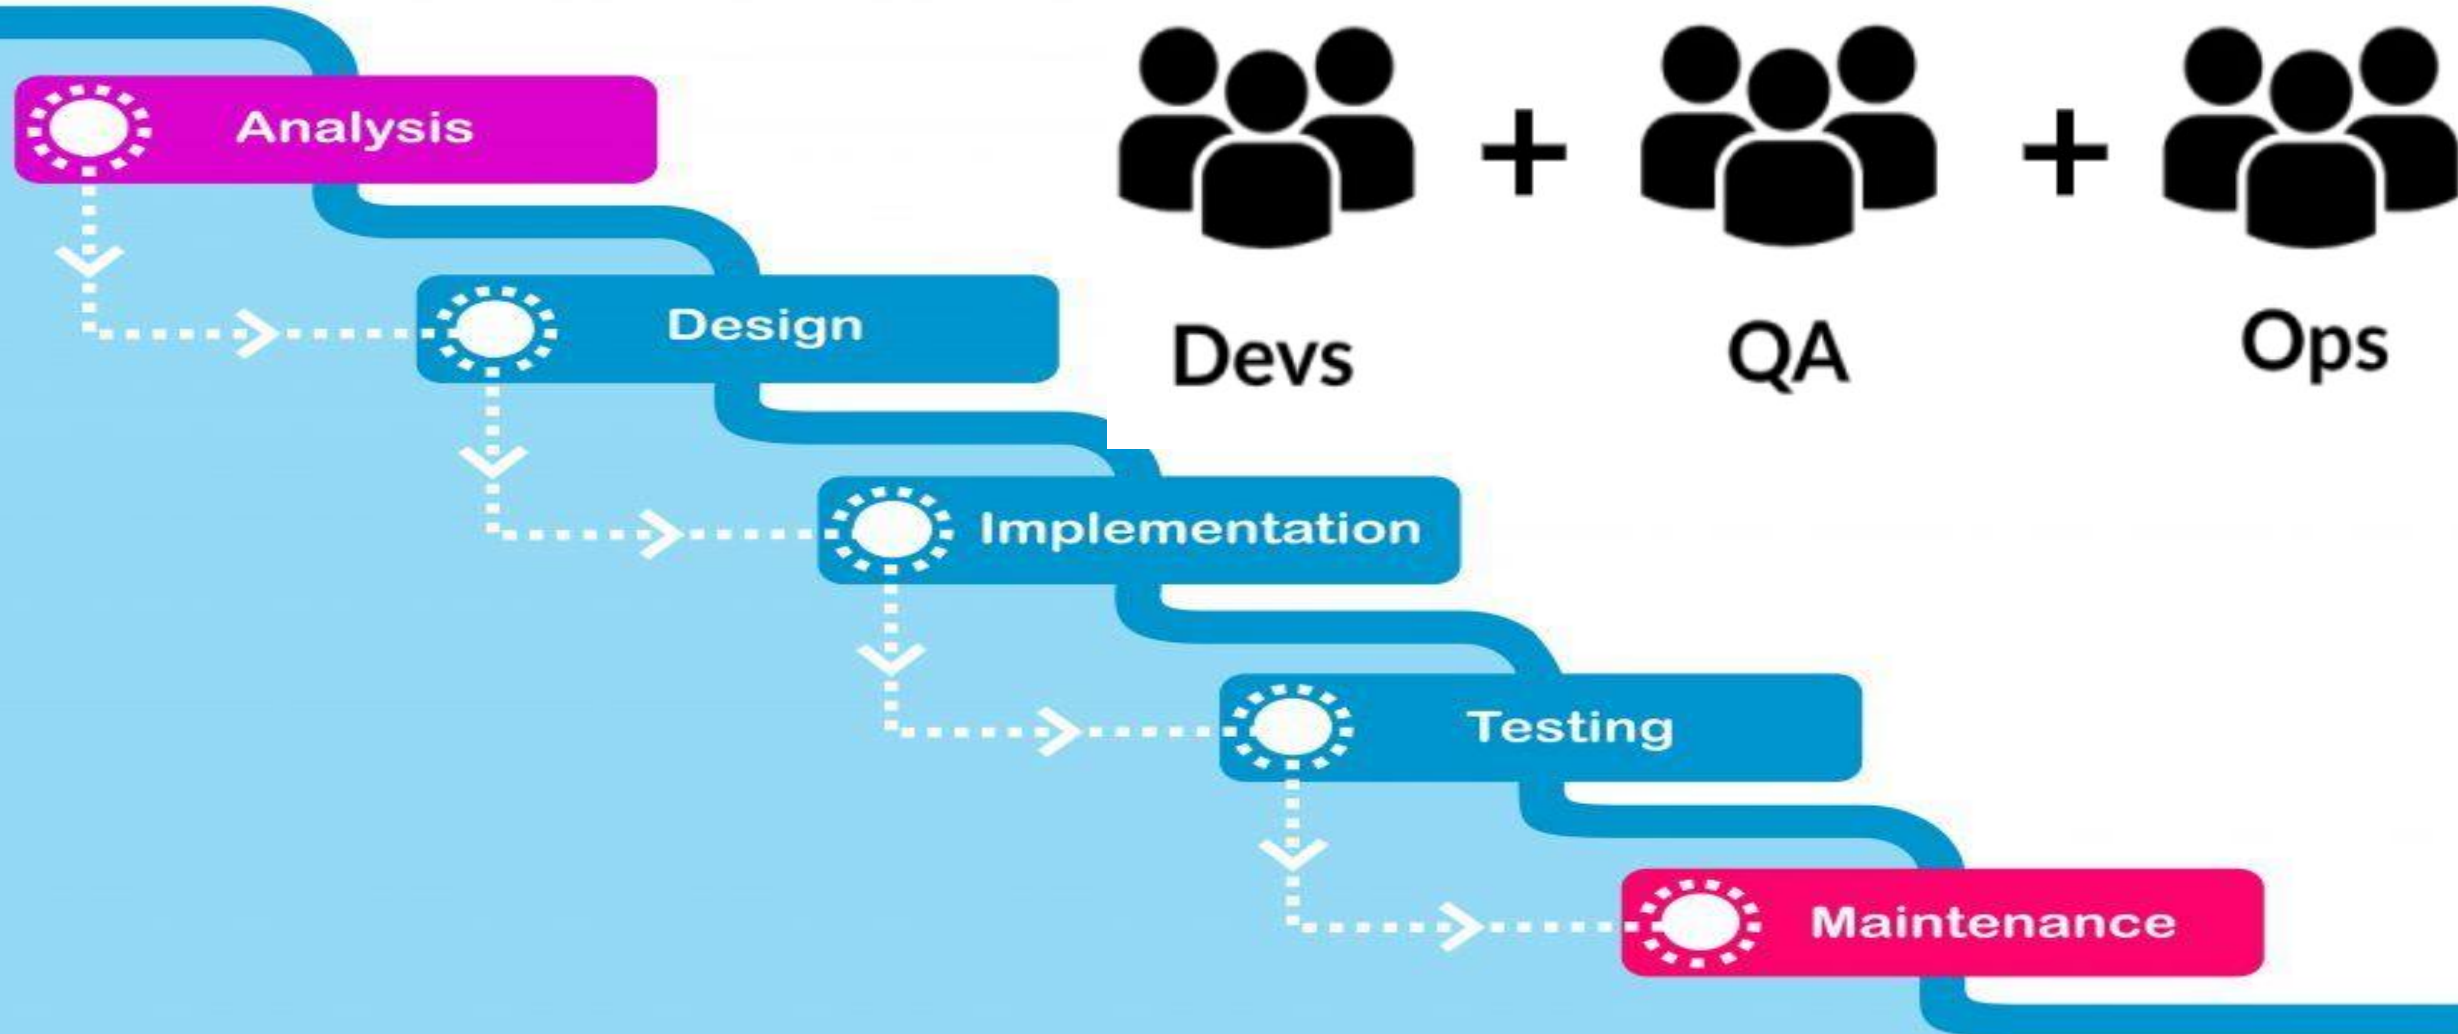 Analysis
Design
Implementation
Testing
Maintenance
+ +
Devs QA Ops